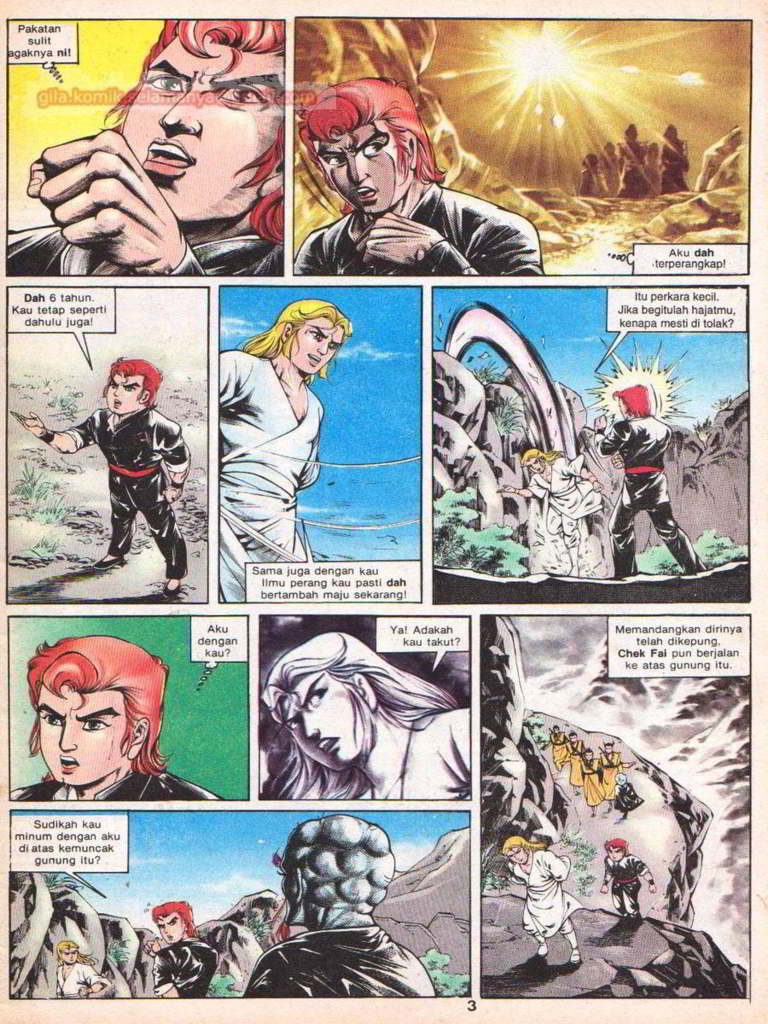 Pakatan
sulit
agaknya ni!
Aku dah
terperangkap!
Dah 6 tahun.
Kau tetap seperti
dahulu juga!
Sama juga dengan kau
Ilmu perang kau pasti dah
bertambah maju sekarang!
Itu perkara kecil.
Jika begitulah hajatmu,
kenapa mesti di tolak?
Aku
dengan
kau?
Ya! Adakah
kau takut?
Sudikah kau
minum dengan aku
di atas kemuncak
gunung itu?
Memandangkan dirinya
telah dikepung,
Chek Fai pun berjalan
ke atas gunung itu.
3